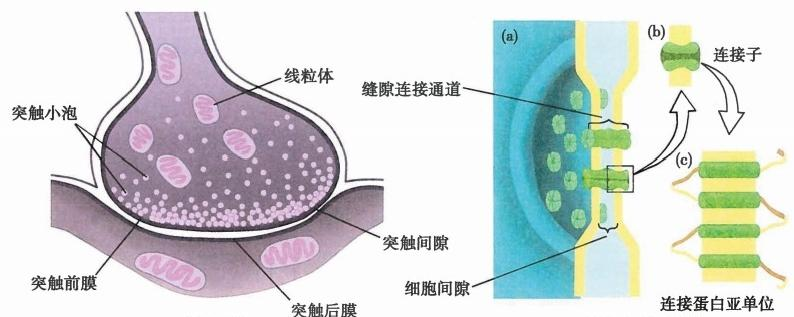 线粒体
突触小泡
突触间隙
突触前膜
突触后膜
(a)
(b)
连接子
缝隙连接通道
(c)
细胞间隙
连接蛋白亚单位